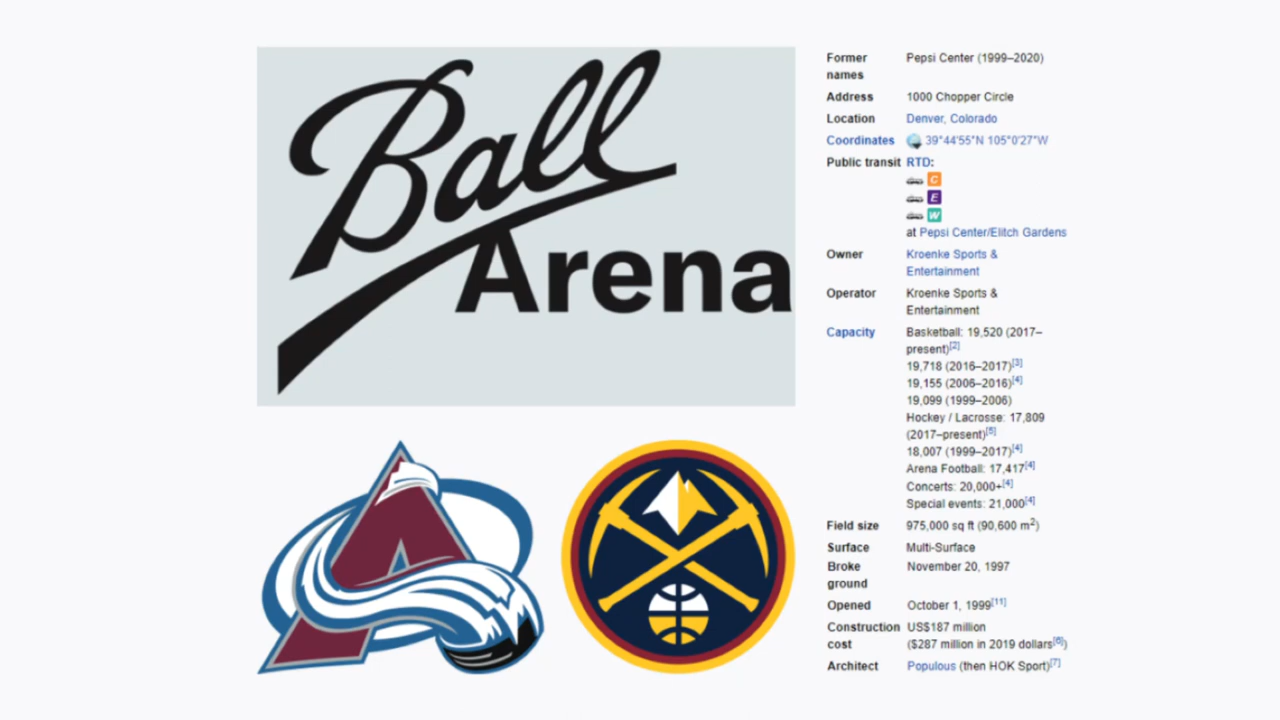 Ball
Arena
Former names Pepsi Center (1999–2020)
Address 1000 Chopper Circle
Location Denver, Colorado
Coordinates 39°44′55″N 105°0′27″W
Public transit RTD:
C
E
W
at Pepsi Center/Elitch Gardens
Owner Kroenke Sports &
Entertainment
Operator Kroenke Sports &
Entertainment
Capacity Basketball: 19,520 (2017–
present)[2]
19,718 (2016–2017)[3]
19,155 (2006–2016)[4]
19,099 (1999–2006)
Hockey / Lacrosse: 17,809
(2017–present)[5]
18,007 (1999–2017)[4]
Arena Football: 17,417[4]
Concerts: 20,000+[4]
Special events: 21,000[4]
Field size 975,000 sq ft (90,600 m2)
Surface Multi-Surface
Broke ground November 20, 1997
Opened October 1, 1999[11]
Construction cost US$187 million
($287 million in 2019 dollars[6])
Architect Populous (then HOK Sport)[7]